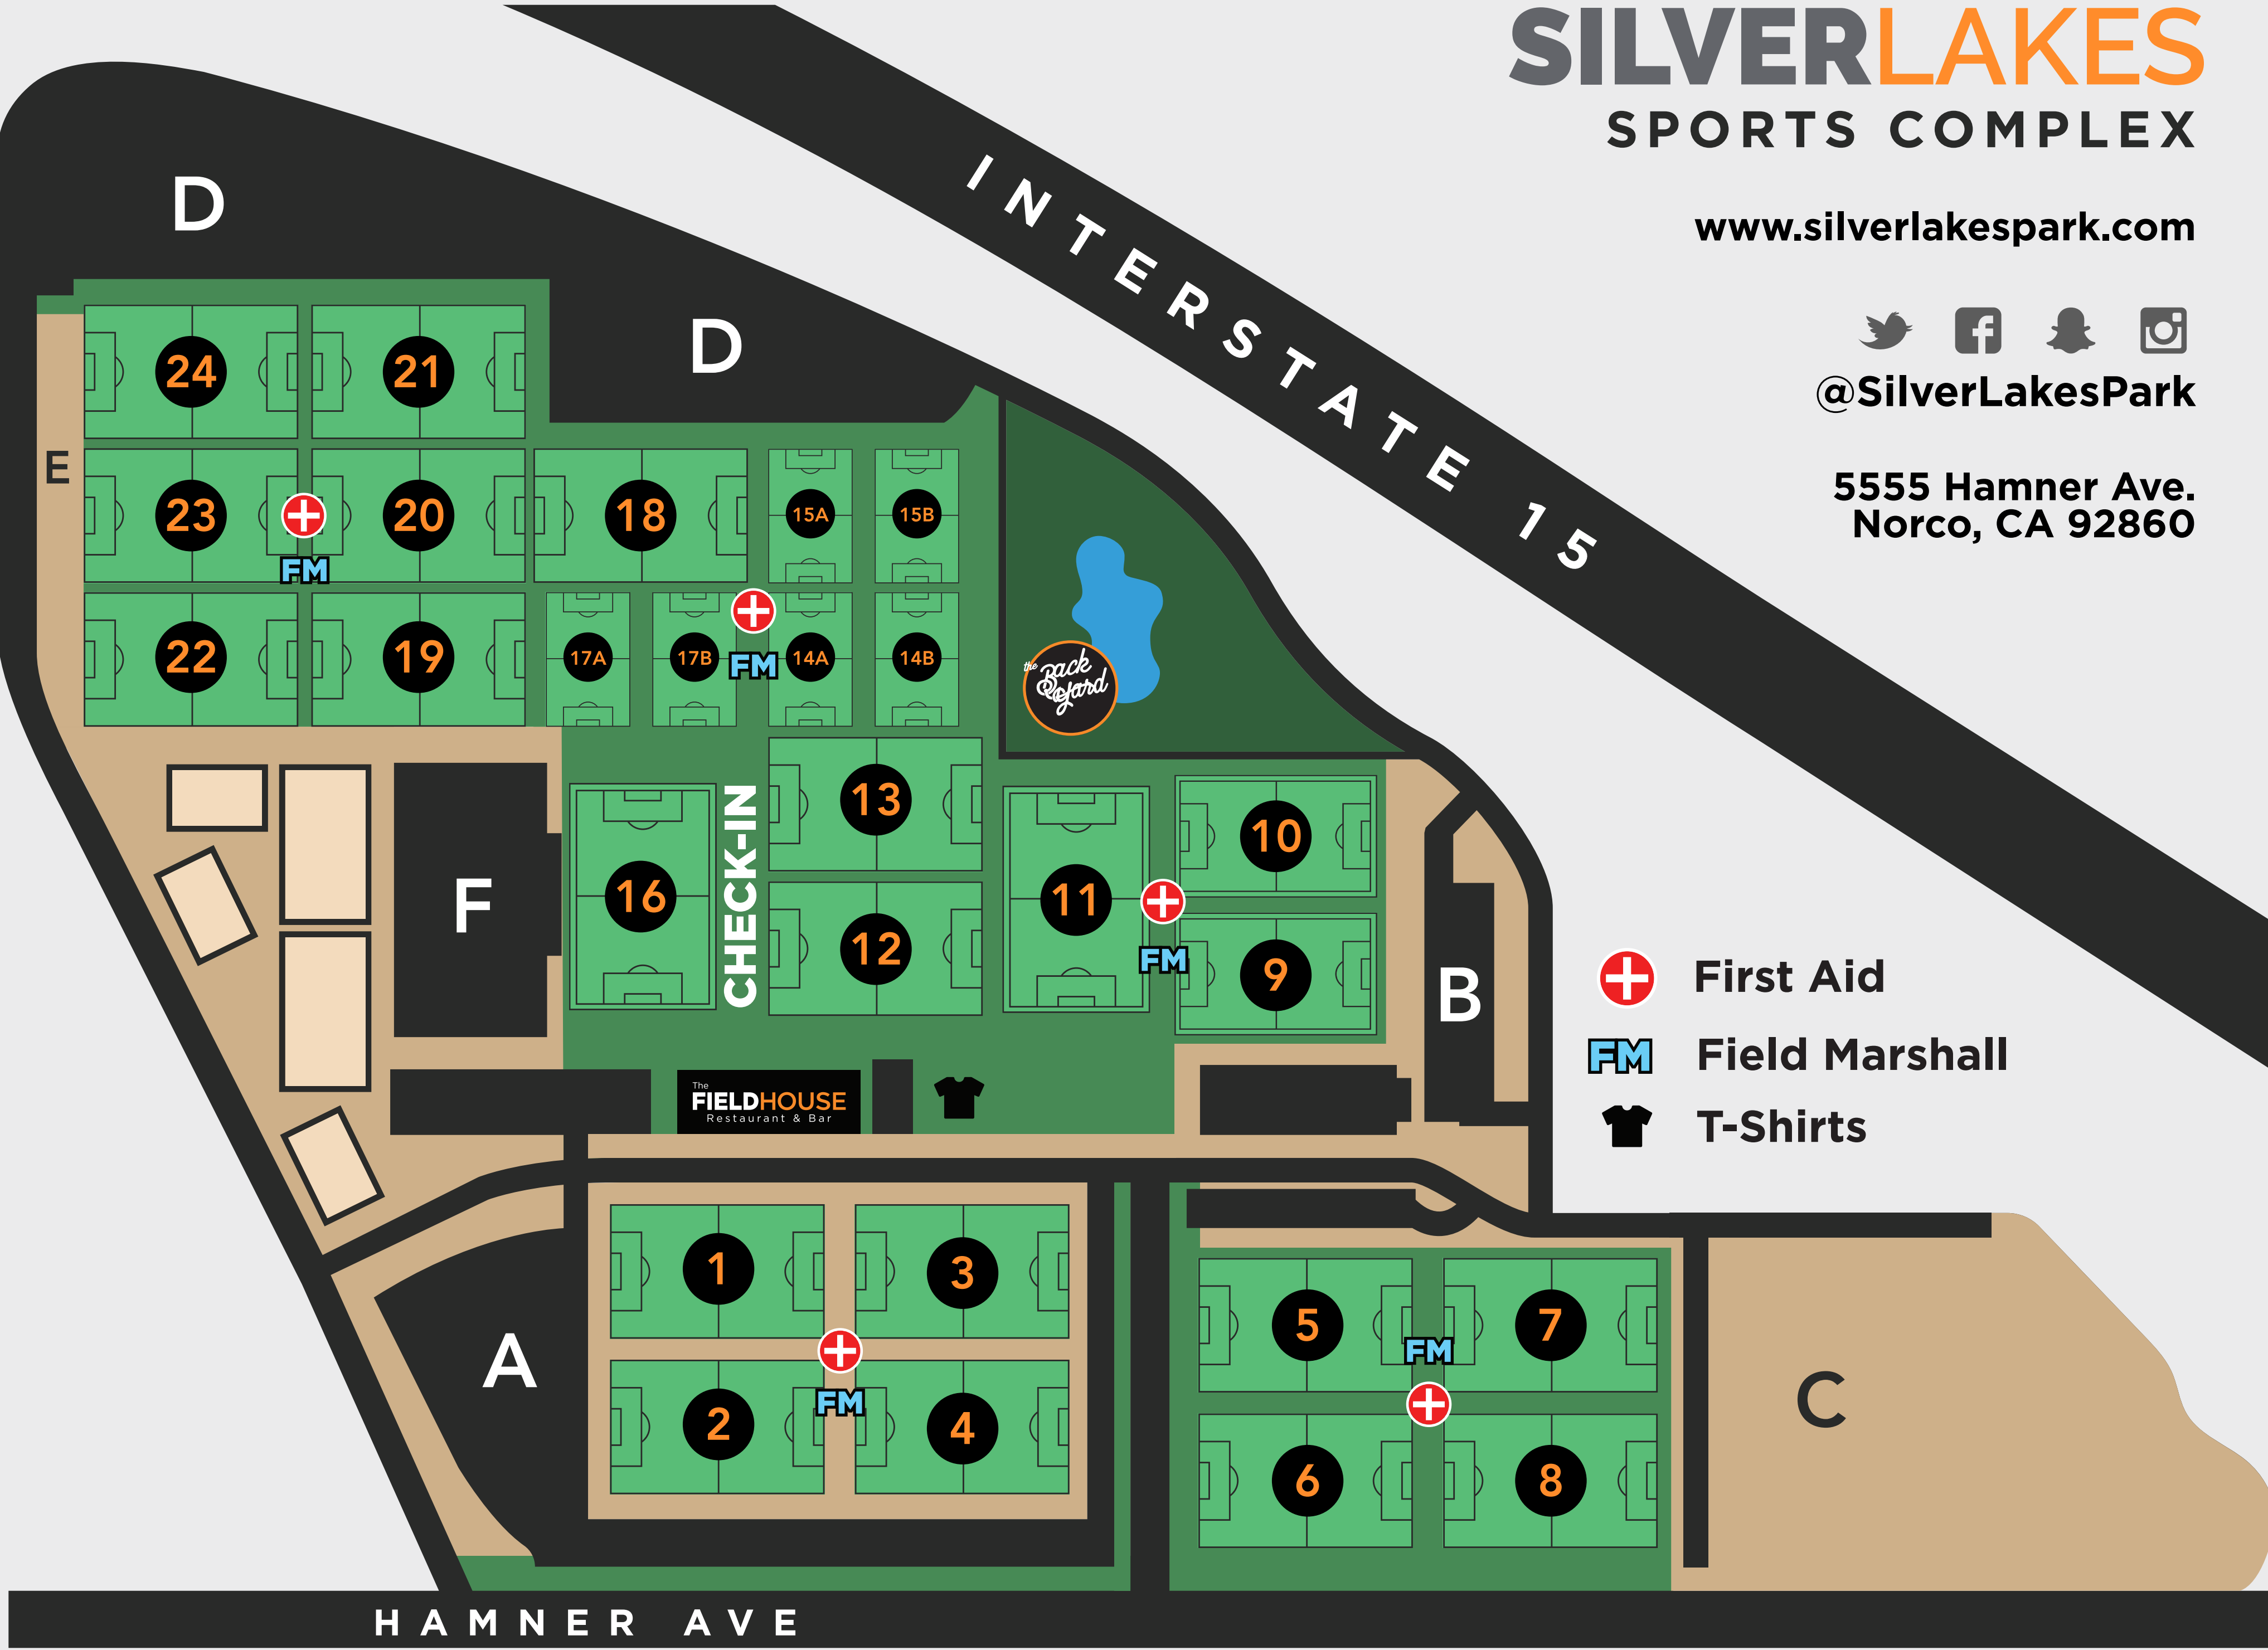 SILVERLAKES
SPORTS COMPLEX
www.silverlakespark.com
@SilverLakesPark
5555 Hamner Ave.
Norco, CA 92860
INTERSTATE 15
D
D
24
21
E
23
20
18
15A
15B
FM
22
19
17A
17B
FM
14A
14B
the Back Yard
13
10
F
16
CHECK-IN
11
12
FM
9
B
First Aid
FM Field Marshall
T-Shirts
The
FIELDHOUSE
Restaurant & Bar
1
3
5
7
FM
A
2
FM
4
6
8
C
HAMNER AVE